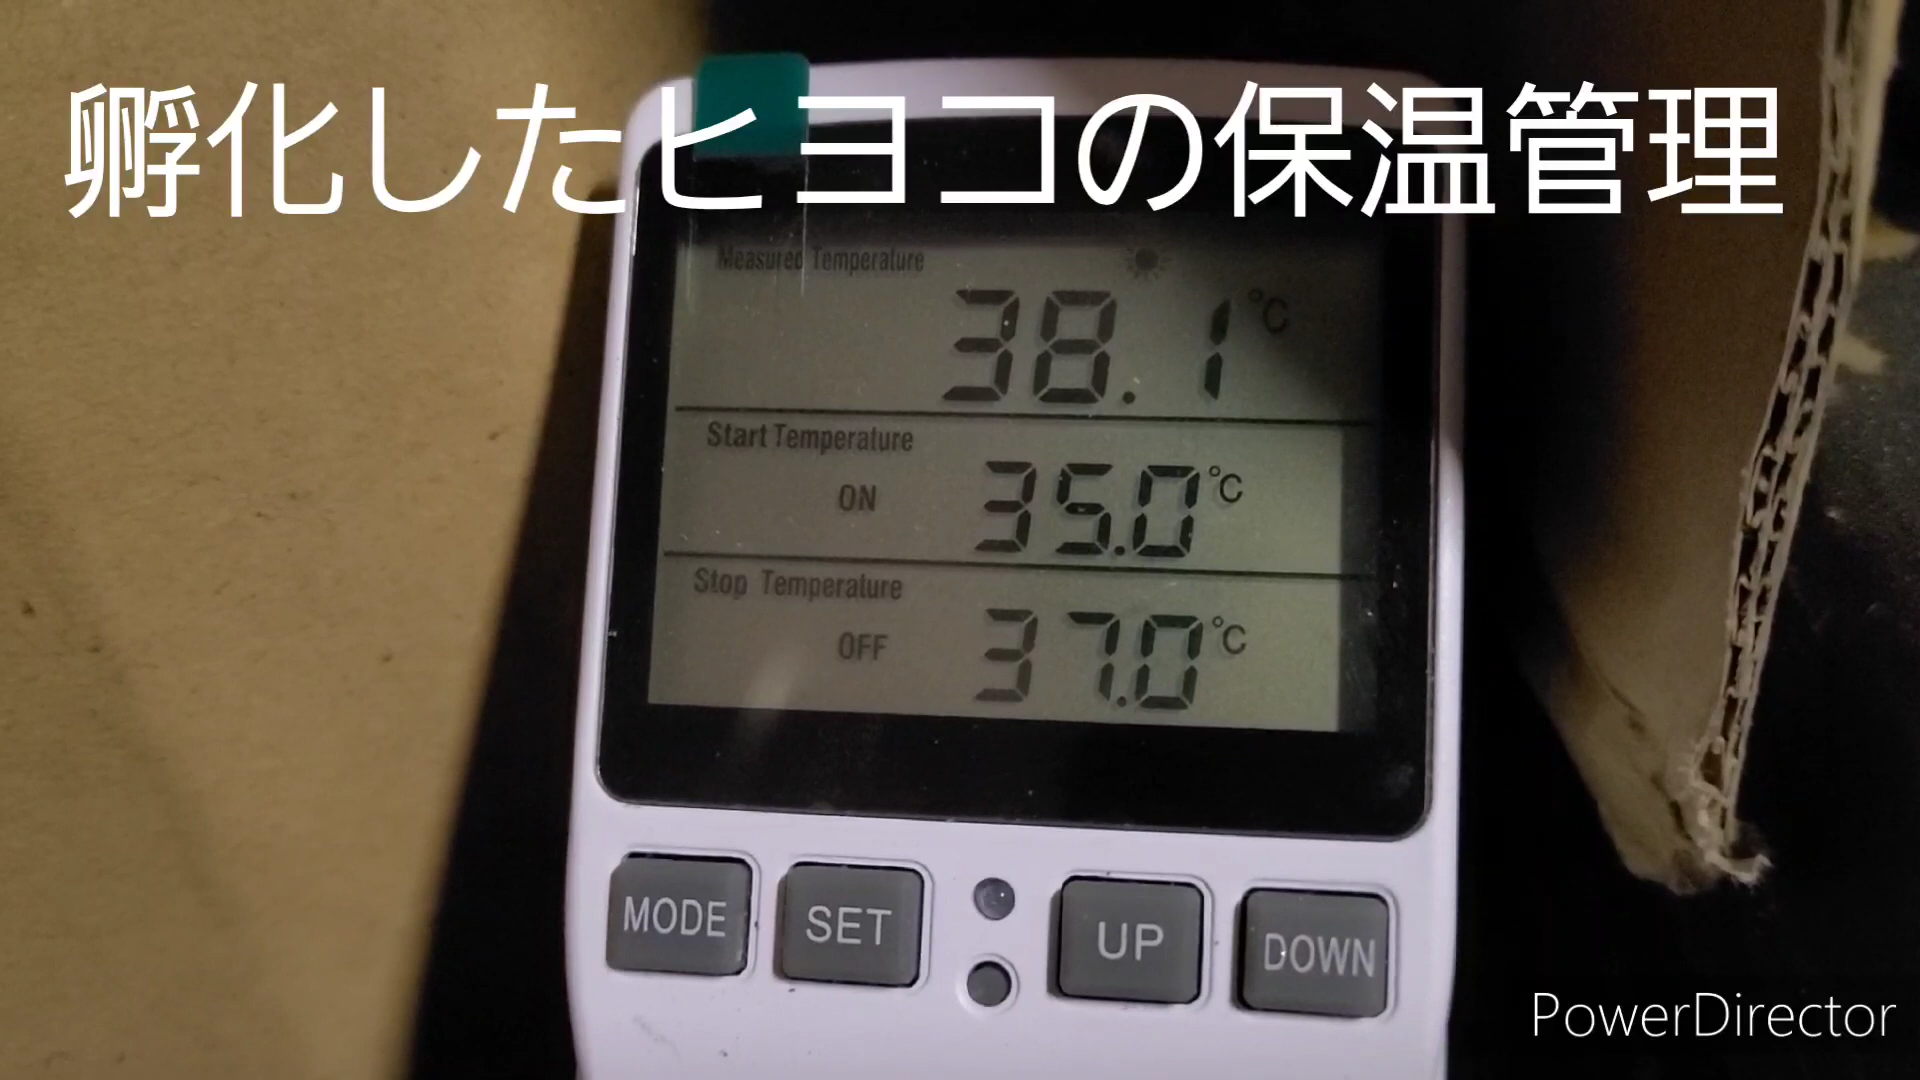 孵化したヒヨコの保温管理
Measured Temperature
38.1°C
Start Temperature
ON 35.0°C
Stop Temperature
OFF 37.0°C
MODE SET UP DOWN
PowerDirector